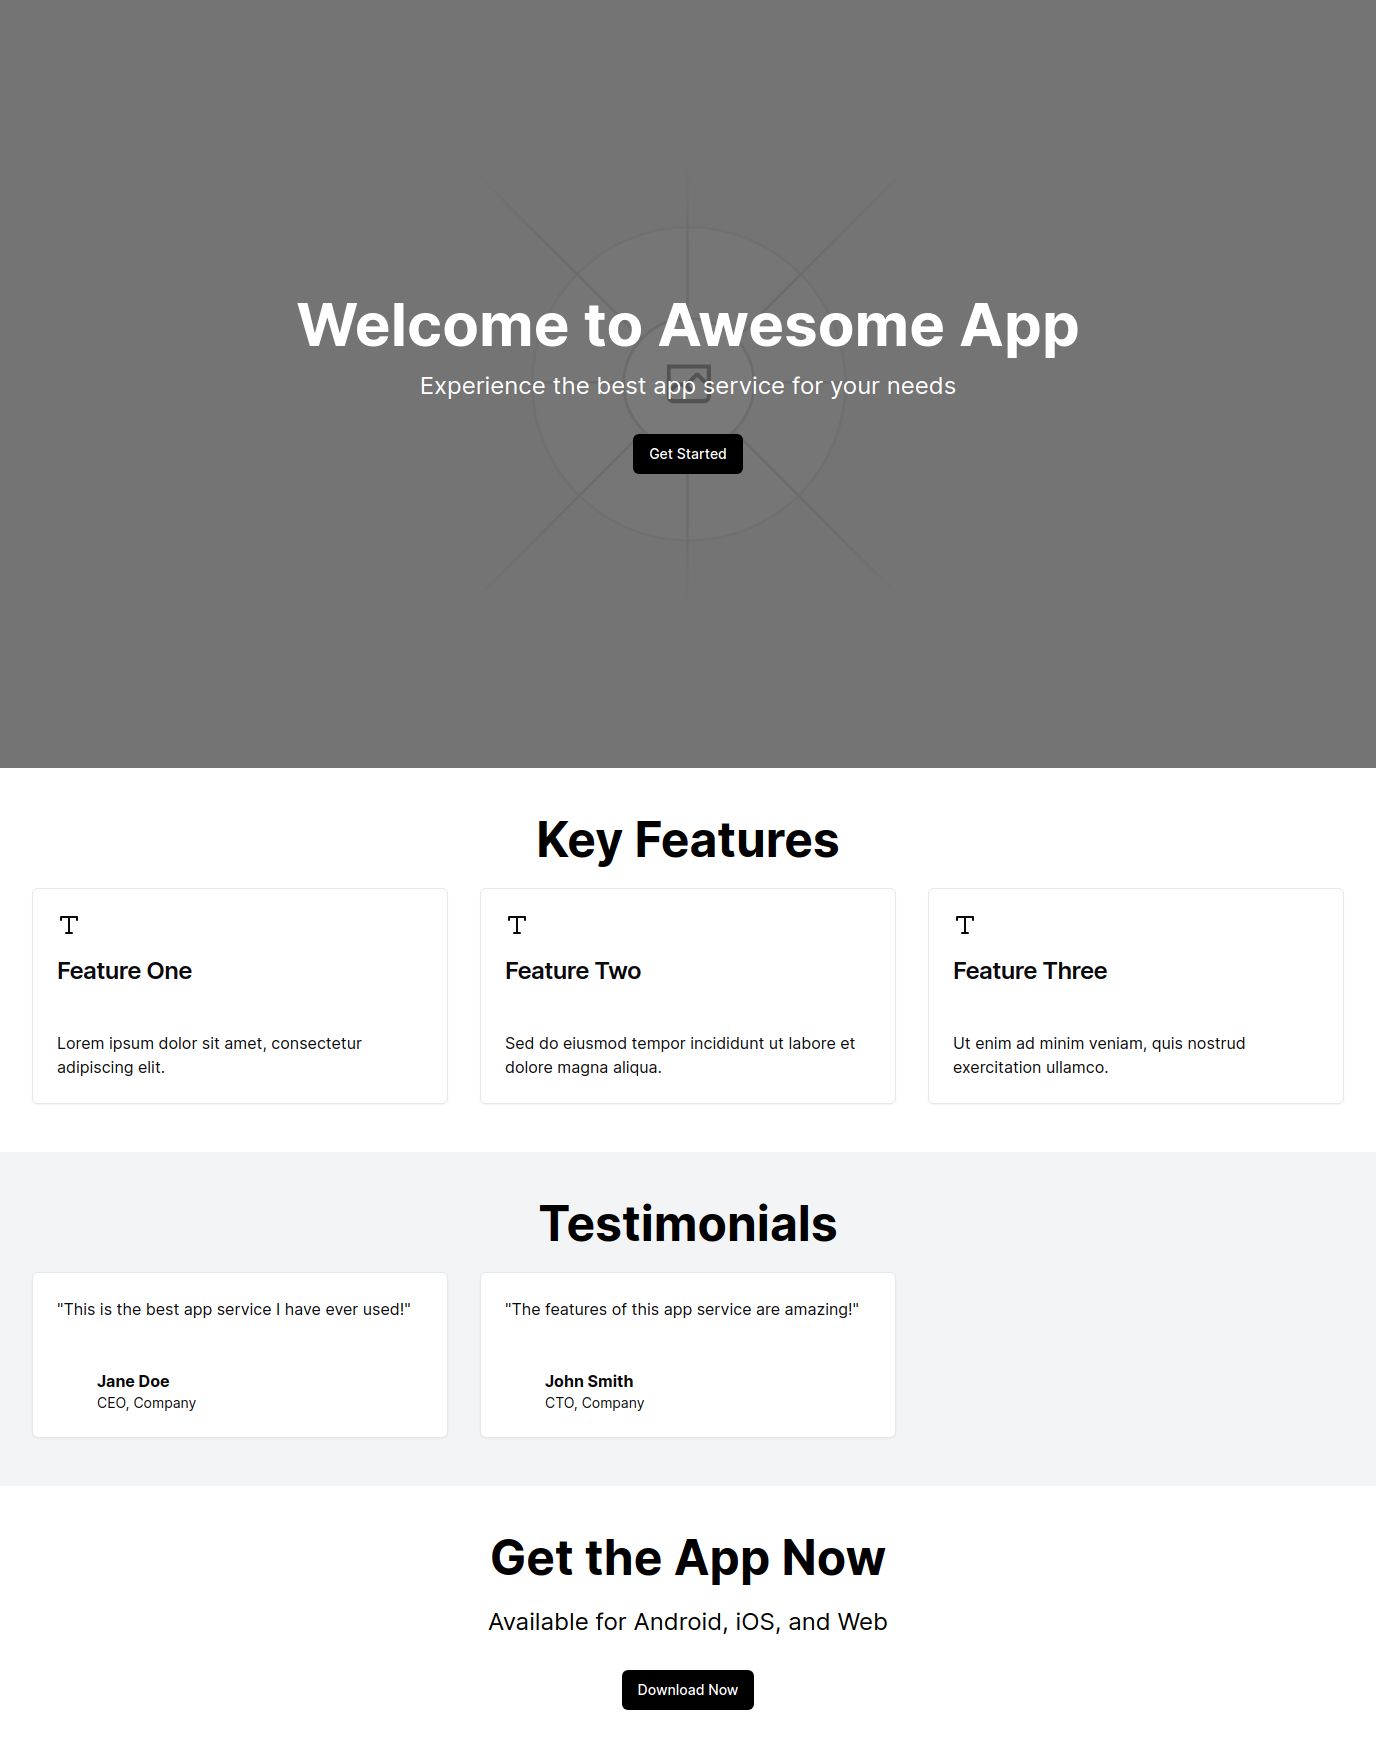 Welcome to Awesome App
Experience the best app service for your needs
Get Started
Key Features
Feature One
Lorem ipsum dolor sit amet, consectetur
adipiscing elit.
Feature Two
Sed do eiusmod tempor incididunt ut labore et
dolore magna aliqua.
Feature Three
Ut enim ad minim veniam, quis nostrud
exercitation ullamco.
Testimonials
"This is the best app service I have ever used!"
Jane Doe
CEO, Company
"The features of this app service are amazing!"
John Smith
CTO, Company
Get the App Now
Available for Android, iOS, and Web
Download Now